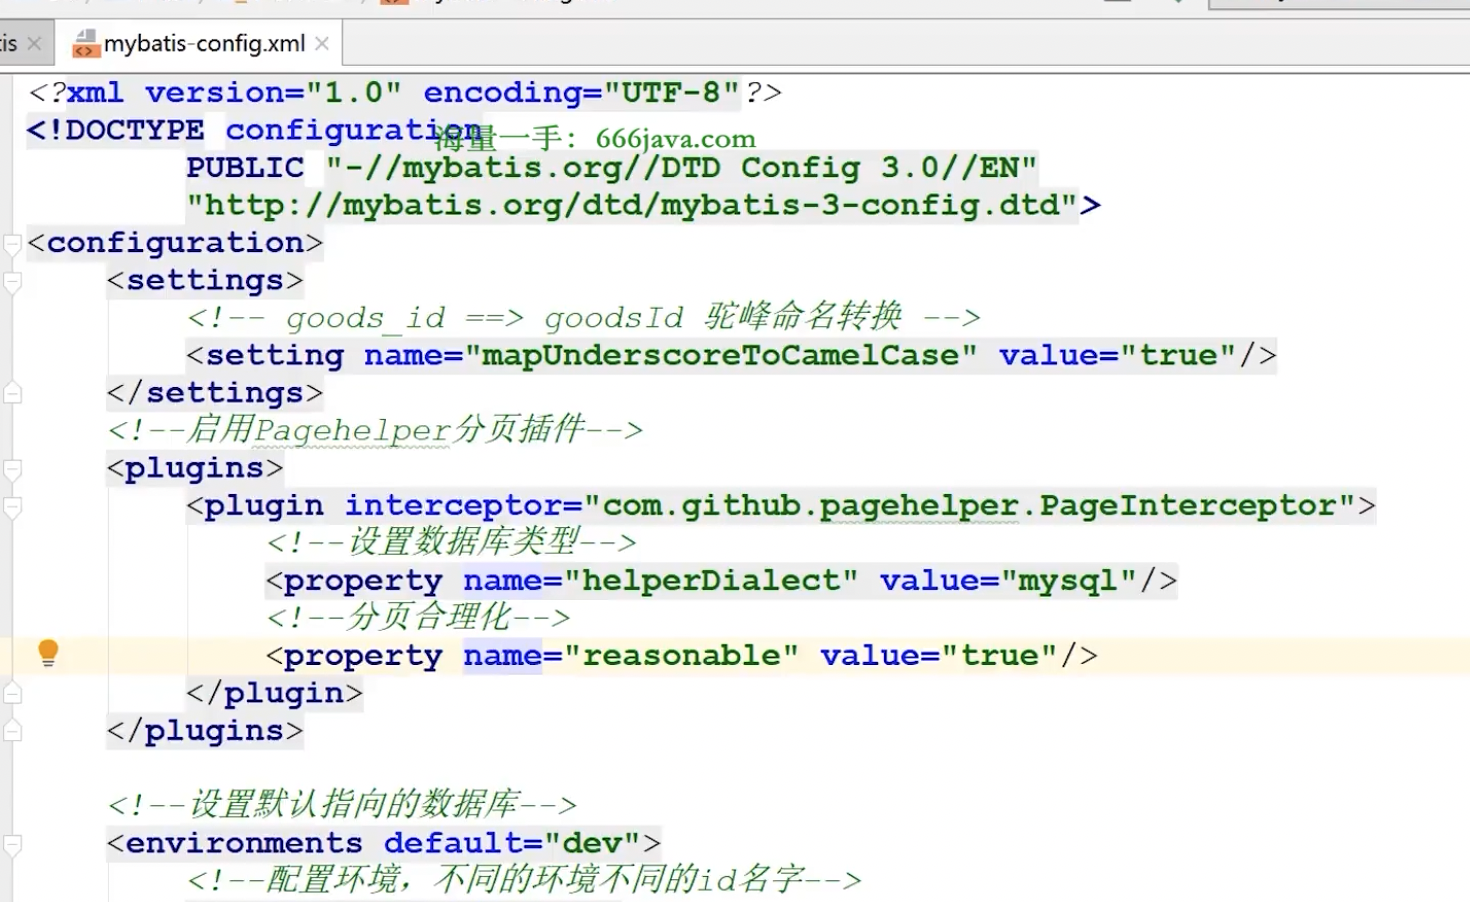 mybatis-config.xml
<?xml version="1.0" encoding="UTF-8"?>
<!DOCTYPE configuration
海量一手：666java.com
PUBLIC "-//mybatis.org//DTD Config 3.0//EN"
"http://mybatis.org/dtd/mybatis-3-config.dtd">
<configuration>
<settings>
<!-- goods_id ==> goodsId 驼峰命名转换 -->
<setting name="mapUnderscoreToCamelCase" value="true"/>
</settings>
<!--启用Pagehelper分页插件-->
<plugins>
<plugin interceptor="com.github.pagehelper.PageInterceptor">
<!--设置数据库类型-->
<property name="helperDialect" value="mysql"/>
<!--分页合理化-->
<property name="reasonable" value="true"/>
</plugin>
</plugins>
<!--设置默认指向的数据库-->
<environments default="dev">
<!--配置环境，不同的环境不同的id名字-->